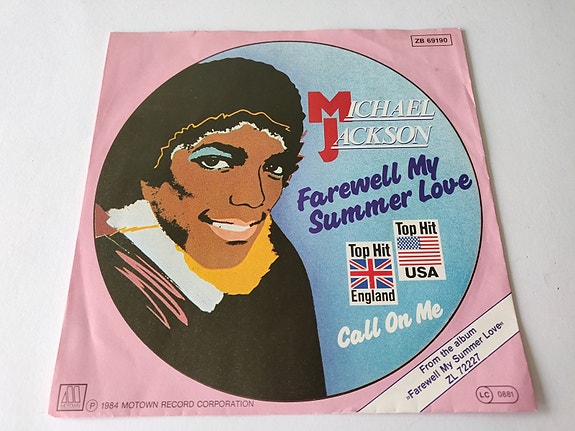 ZB 69190
MICHAEL
JACKSON
Farewell My
Summer Love
Top Hit
England
Top Hit
USA
Call On Me
From the album
»Farewell My Summer Love«
ZL 72227
MOTOWN
Ⓟ 1984 MOTOWN RECORD CORPORATION
LC 0881